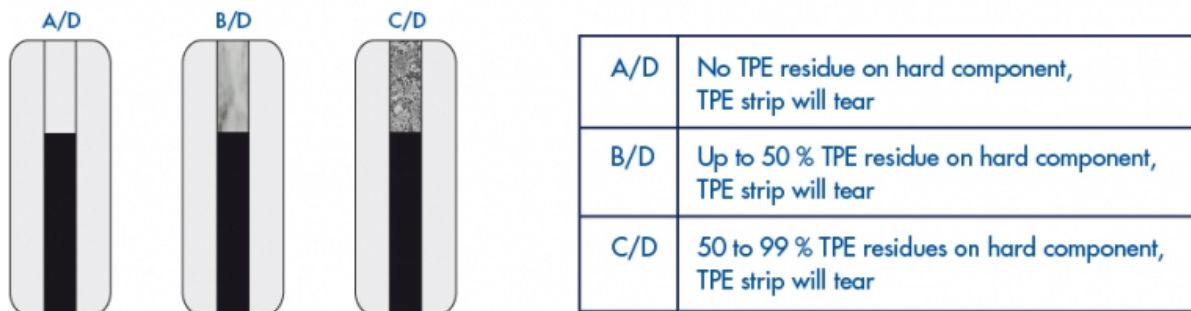 A/D
B/D
C/D
A/D
No TPE residue on hard component,
TPE strip will tear
B/D
Up to 50 % TPE residue on hard component,
TPE strip will tear
C/D
50 to 99 % TPE residues on hard component,
TPE strip will tear